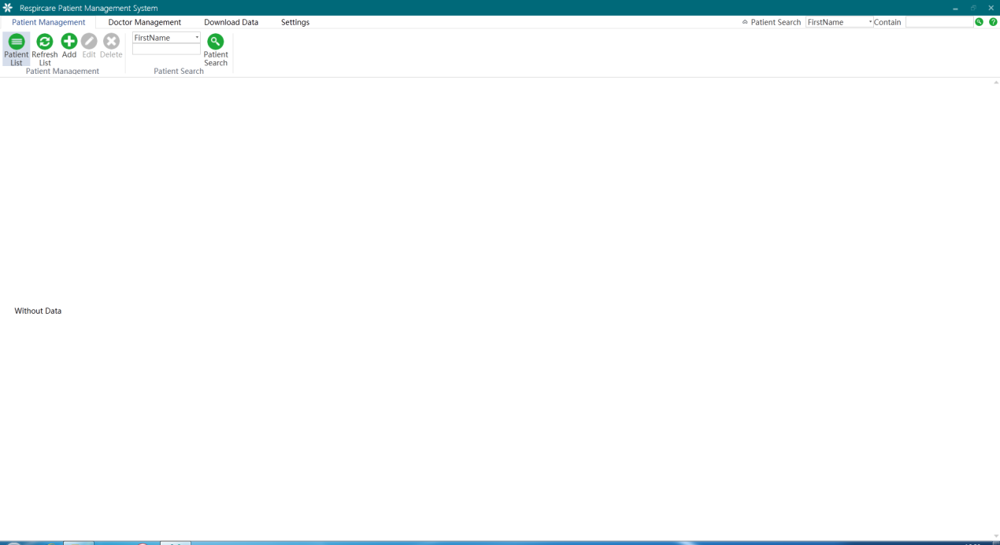 Respircare Patient Management System
Patient Management Doctor Management Download Data Settings Patient Search FirstName Contain
FirstName
Patient List Refresh List Add Edit Delete Patient Search
Patient Management Patient Search
Without Data